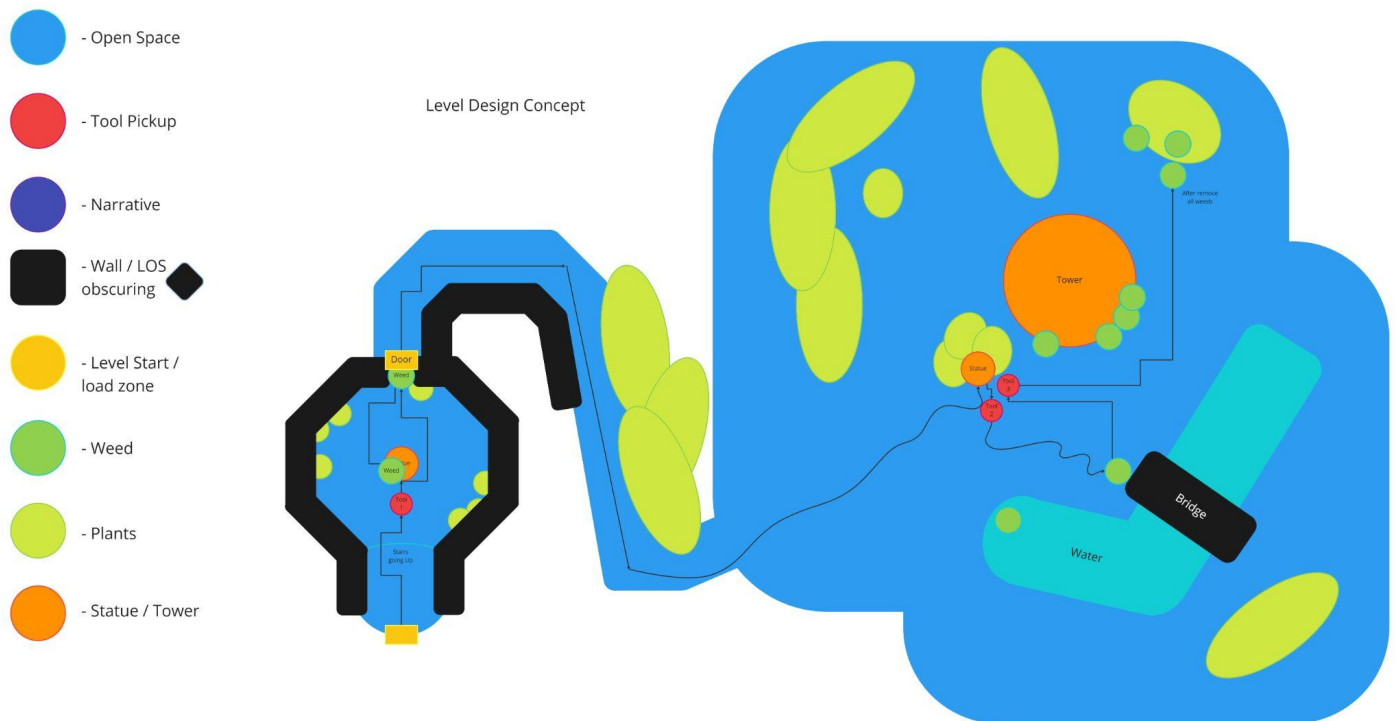 - Open Space
- Tool Pickup
- Narrative
- Wall / LOS
obscuring
- Level Start /
load zone
- Weed
- Plants
- Statue / Tower
Level Design Concept
Door
Weed
Weed
Tool
1
Stairs
going Up
After remove
all weeds
Tower
Statue
Tool
3
Tool
2
Bridge
Water